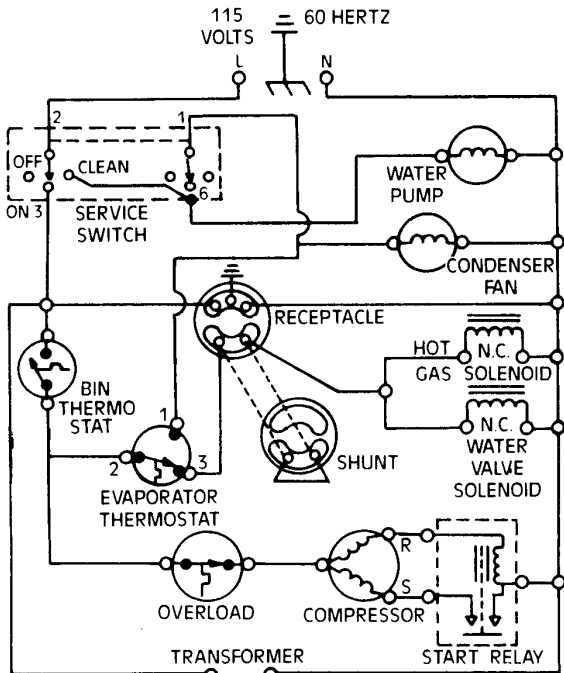 115 VOLTS
60 HERTZ
L
N
2
1
OFF
CLEAN
6
ON 3
SERVICE SWITCH
WATER PUMP
CONDENSER FAN
RECEPTACLE
HOT GAS
N.C. SOLENOID
BIN THERMO STAT
1
N.C. WATER VALVE SOLENOID
2
3
SHUNT
EVAPORATOR THERMOSTAT
R
S
OVERLOAD
COMPRESSOR
START RELAY
TRANSFORMER